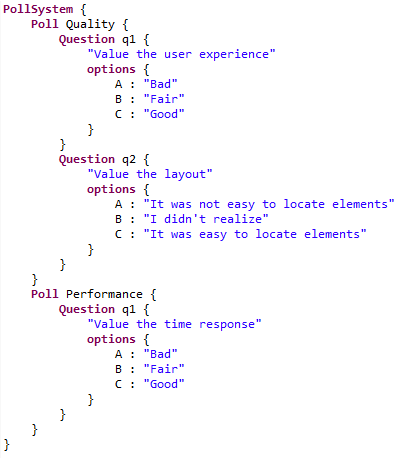 PollSystem {
    Poll Quality {
        Question q1 {
            "Value the user experience"
            options {
                A : "Bad"
                B : "Fair"
                C : "Good"
            }
        }
        Question q2 {
            "Value the layout"
            options {
                A : "It was not easy to locate elements"
                B : "I didn't realize"
                C : "It was easy to locate elements"
            }
        }
    }
    Poll Performance {
        Question q1 {
            "Value the time response"
            options {
                A : "Bad"
                B : "Fair"
                C : "Good"
            }
        }
    }
}